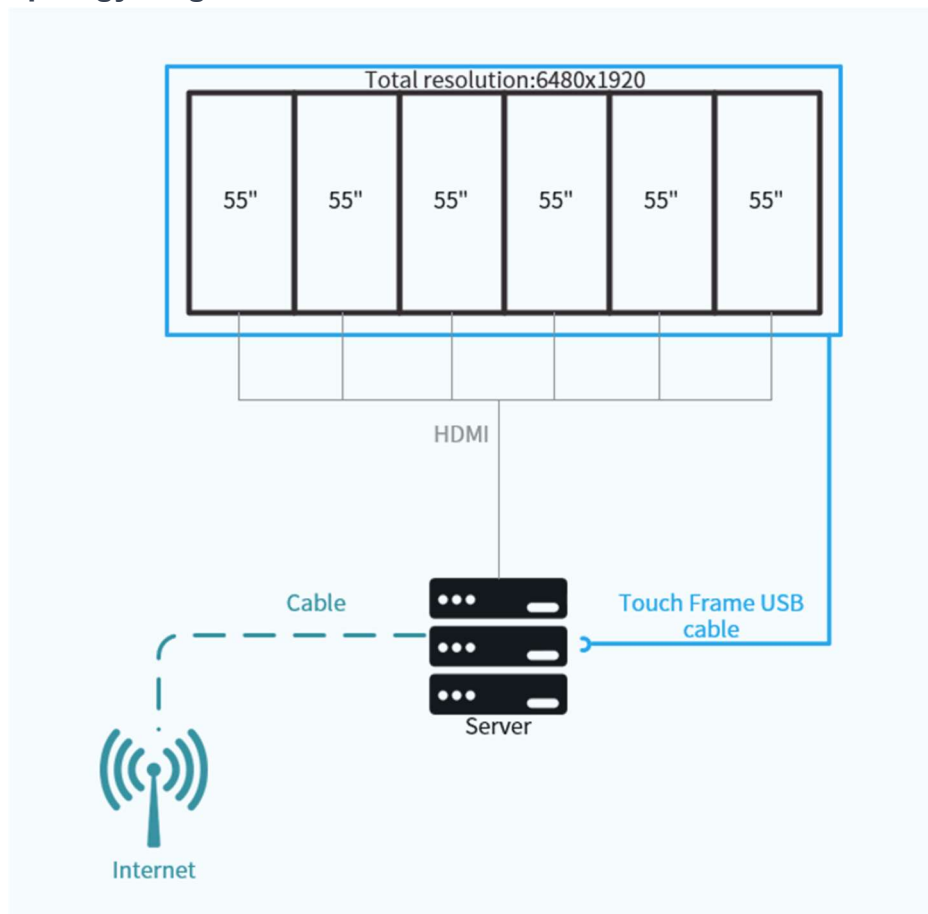 Total resolution:6480x1920
55"
55"
55"
55"
55"
55"
HDMI
Cable
Touch Frame USB
cable
Server
Internet